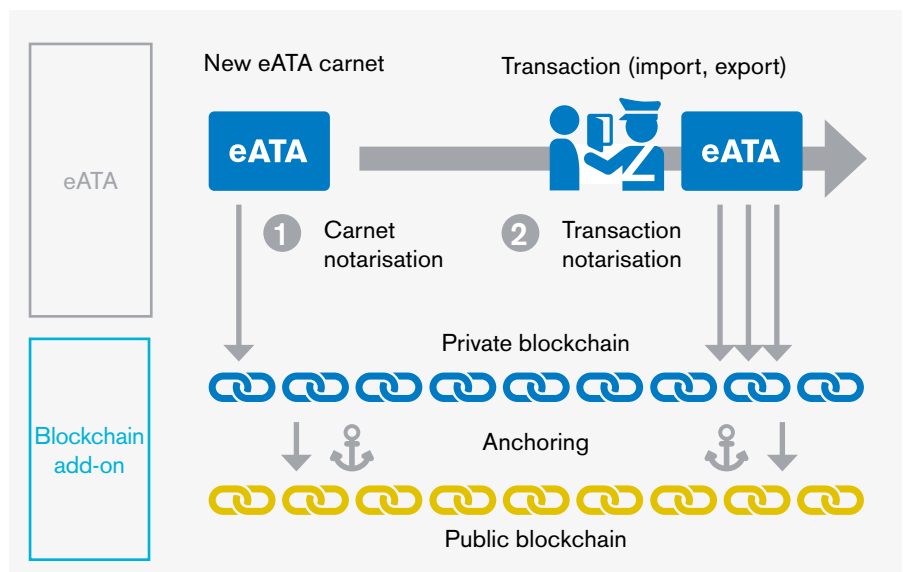 New eATA carnet
Transaction (import, export)
eATA
eATA
eATA
1
Carnet
notarisation
2
Transaction
notarisation
Private blockchain
Blockchain
add-on
Anchoring
Public blockchain